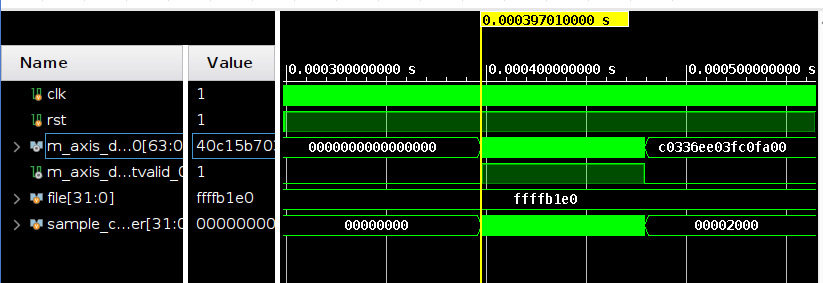 0.000397010000 s
Name Value
0.000300000000 s 0.000400000000 s 0.000500000000 s
clk 1
rst 1
m_axis_d...0[63:0 40c15b70 0000000000000000 c0336ee03fc0fa00
m_axis_d...tvalid_0 1
file[31:0] ffffb1e0 ffffb1e0
sample_c...er[31:0 00000000 00000000 00002000